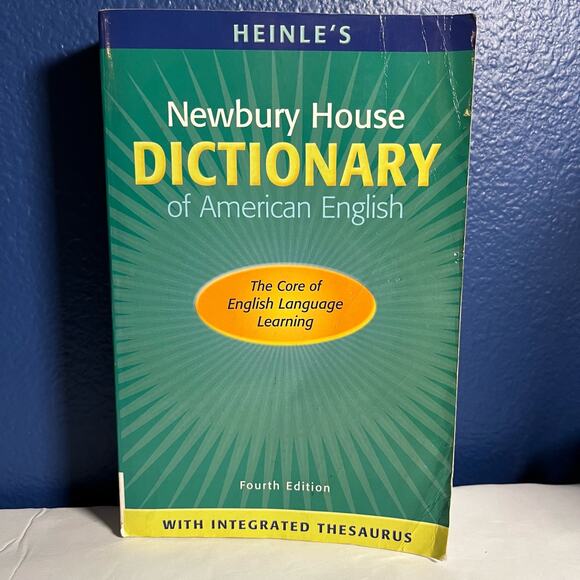 HEINLE'S
Newbury House
DICTIONARY
of American English
The Core of
English Language
Learning
Fourth Edition
WITH INTEGRATED THESAURUS